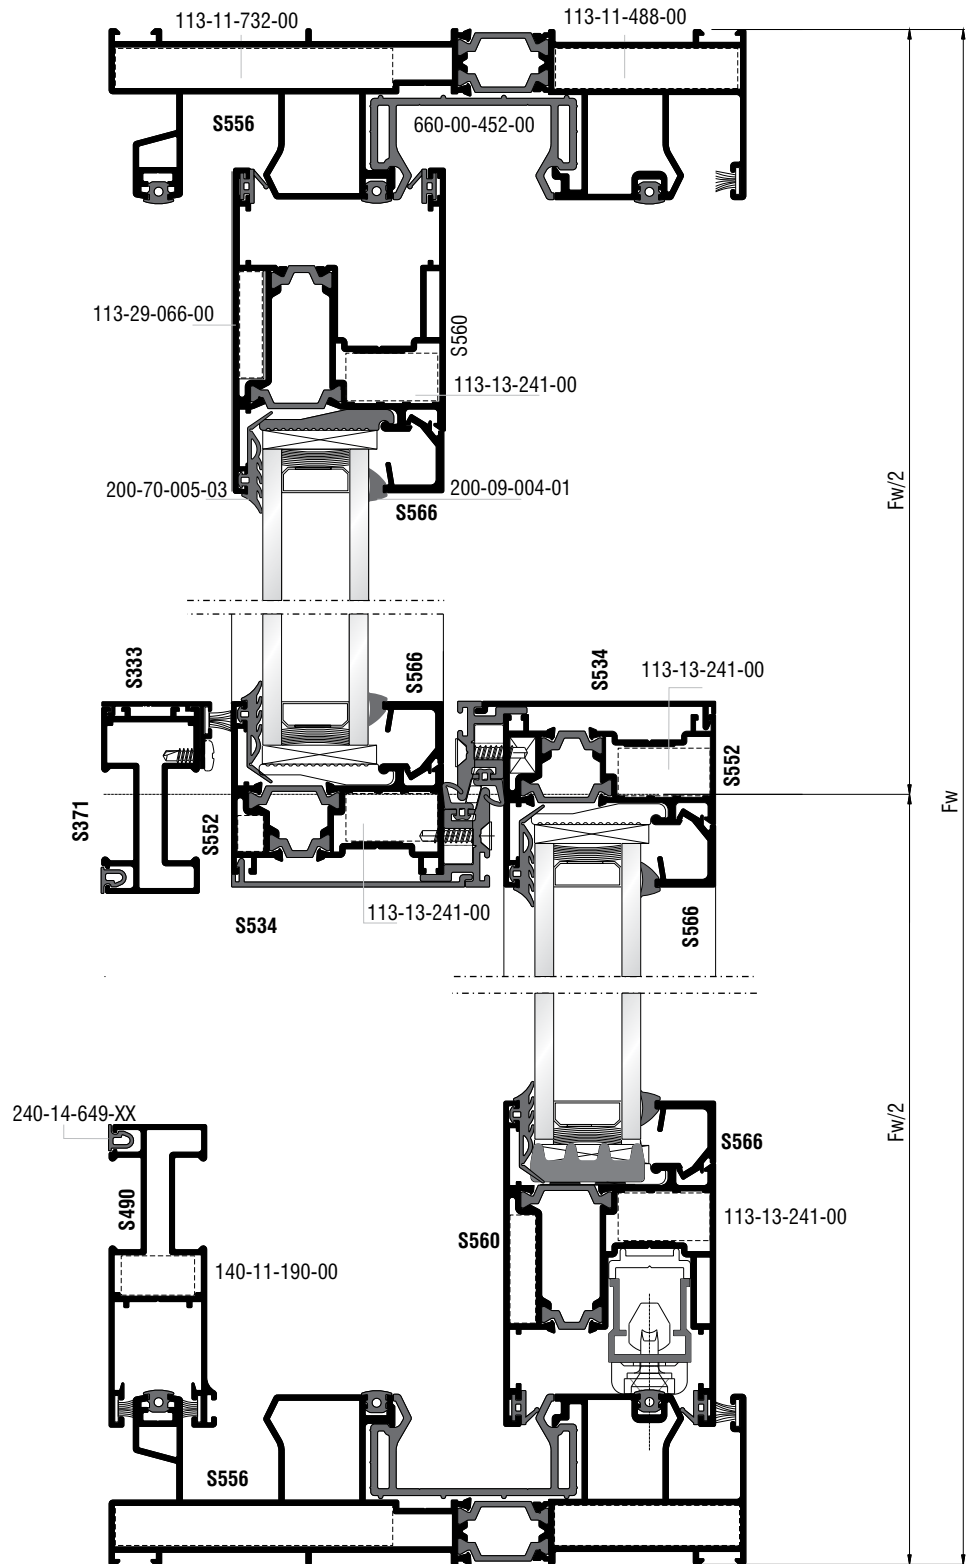 113-11-732-00
113-11-488-00
S556
660-00-452-00
113-29-066-00
S560
113-13-241-00
200-70-005-03
200-09-004-01
S566
Fw/2
S333
S566
S534
113-13-241-00
S552
Fw
S371
S552
113-13-241-00
S534
S566
240-14-649-XX
Fw/2
S566
S490
S560
113-13-241-00
140-11-190-00
S556